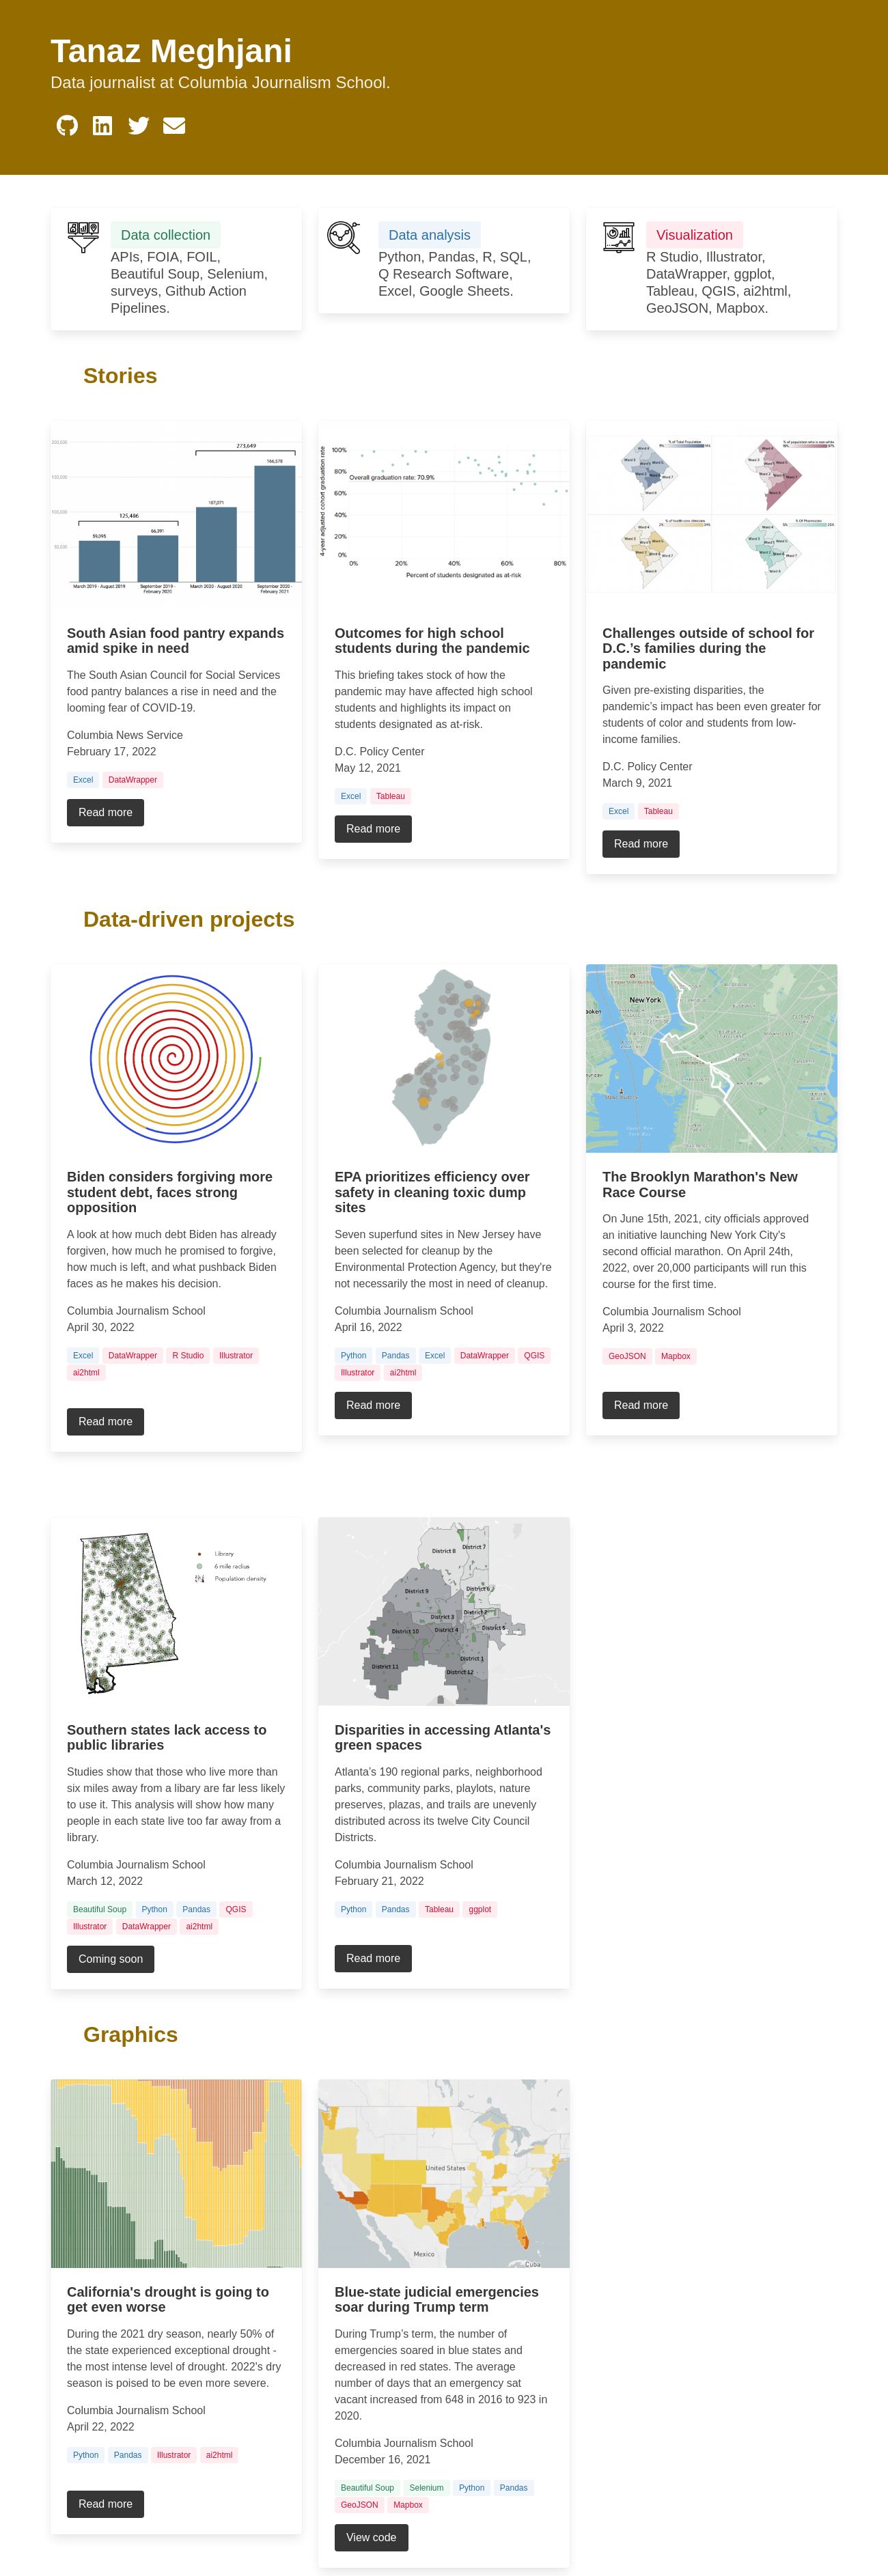 Tanaz Meghjani
Data journalist at Columbia Journalism School.
Data collection
APIs, FOIA, FOIL,
Beautiful Soup, Selenium,
surveys, Github Action
Pipelines.
Data analysis
Python, Pandas, R, SQL,
Q Research Software,
Excel, Google Sheets.
Visualization
R Studio, Illustrator,
DataWrapper, ggplot,
Tableau, QGIS, ai2html,
GeoJSON, Mapbox.
Stories
273,649
166,578
125,486
107,071
59,095
66,391
March 2019 - August 2019
September 2019 -
February 2020
March 2020 - August 2020
September 2020 -
February 2021
South Asian food pantry expands
amid spike in need
The South Asian Council for Social Services
food pantry balances a rise in need and the
looming fear of COVID-19.
Columbia News Service
February 17, 2022
Excel DataWrapper
Read more
4-year adjusted cohort graduation rate
100%
80%
Overall graduation rate: 70.9%
60%
40%
20%
0%
0% 20% 40% 60% 80%
Percent of students designated as at-risk
Outcomes for high school
students during the pandemic
This briefing takes stock of how the
pandemic may have affected high school
students and highlights its impact on
students designated as at-risk.
D.C. Policy Center
May 12, 2021
Excel Tableau
Read more
% of Total Population
Challenges outside of school for
D.C.’s families during the
pandemic
Given pre-existing disparities, the
pandemic’s impact has been even greater for
students of color and students from low-
income families.
D.C. Policy Center
March 9, 2021
Excel Tableau
Read more
Data-driven projects
Biden considers forgiving more
student debt, faces strong
opposition
A look at how much debt Biden has already
forgiven, how much he promised to forgive,
how much is left, and what pushback Biden
faces as he makes his decision.
Columbia Journalism School
April 30, 2022
Excel DataWrapper R Studio Illustrator
ai2html
Read more
EPA prioritizes efficiency over
safety in cleaning toxic dump
sites
Seven superfund sites in New Jersey have
been selected for cleanup by the
Environmental Protection Agency, but they're
not necessarily the most in need of cleanup.
Columbia Journalism School
April 16, 2022
Python Pandas Excel DataWrapper QGIS
Illustrator ai2html
Read more
New York
The Brooklyn Marathon's New
Race Course
On June 15th, 2021, city officials approved
an initiative launching New York City's
second official marathon. On April 24th,
2022, over 20,000 participants will run this
course for the first time.
Columbia Journalism School
April 3, 2022
GeoJSON Mapbox
Read more
Library
6 mile radius
Population density
Southern states lack access to
public libraries
Studies show that those who live more than
six miles away from a libary are far less likely
to use it. This analysis will show how many
people in each state live too far away from a
library.
Columbia Journalism School
March 12, 2022
Beautiful Soup Python Pandas QGIS
Illustrator DataWrapper ai2html
Coming soon
District 7
District 8
District 9
District 6
District 3
District 2
District 10
District 4
District 5
District 1
District 11
District 12
Disparities in accessing Atlanta's
green spaces
Atlanta’s 190 regional parks, neighborhood
parks, community parks, playlots, nature
preserves, plazas, and trails are unevenly
distributed across its twelve City Council
Districts.
Columbia Journalism School
February 21, 2022
Python Pandas Tableau ggplot
Read more
Graphics
California's drought is going to
get even worse
During the 2021 dry season, nearly 50% of
the state experienced exceptional drought -
the most intense level of drought. 2022's dry
season is poised to be even more severe.
Columbia Journalism School
April 22, 2022
Python Pandas Illustrator ai2html
Read more
United States
Mexico
Cuba
Blue-state judicial emergencies
soar during Trump term
During Trump’s term, the number of
emergencies soared in blue states and
decreased in red states. The average
number of days that an emergency sat
vacant increased from 648 in 2016 to 923 in
2020.
Columbia Journalism School
December 16, 2021
Beautiful Soup Selenium Python Pandas
GeoJSON Mapbox
View code